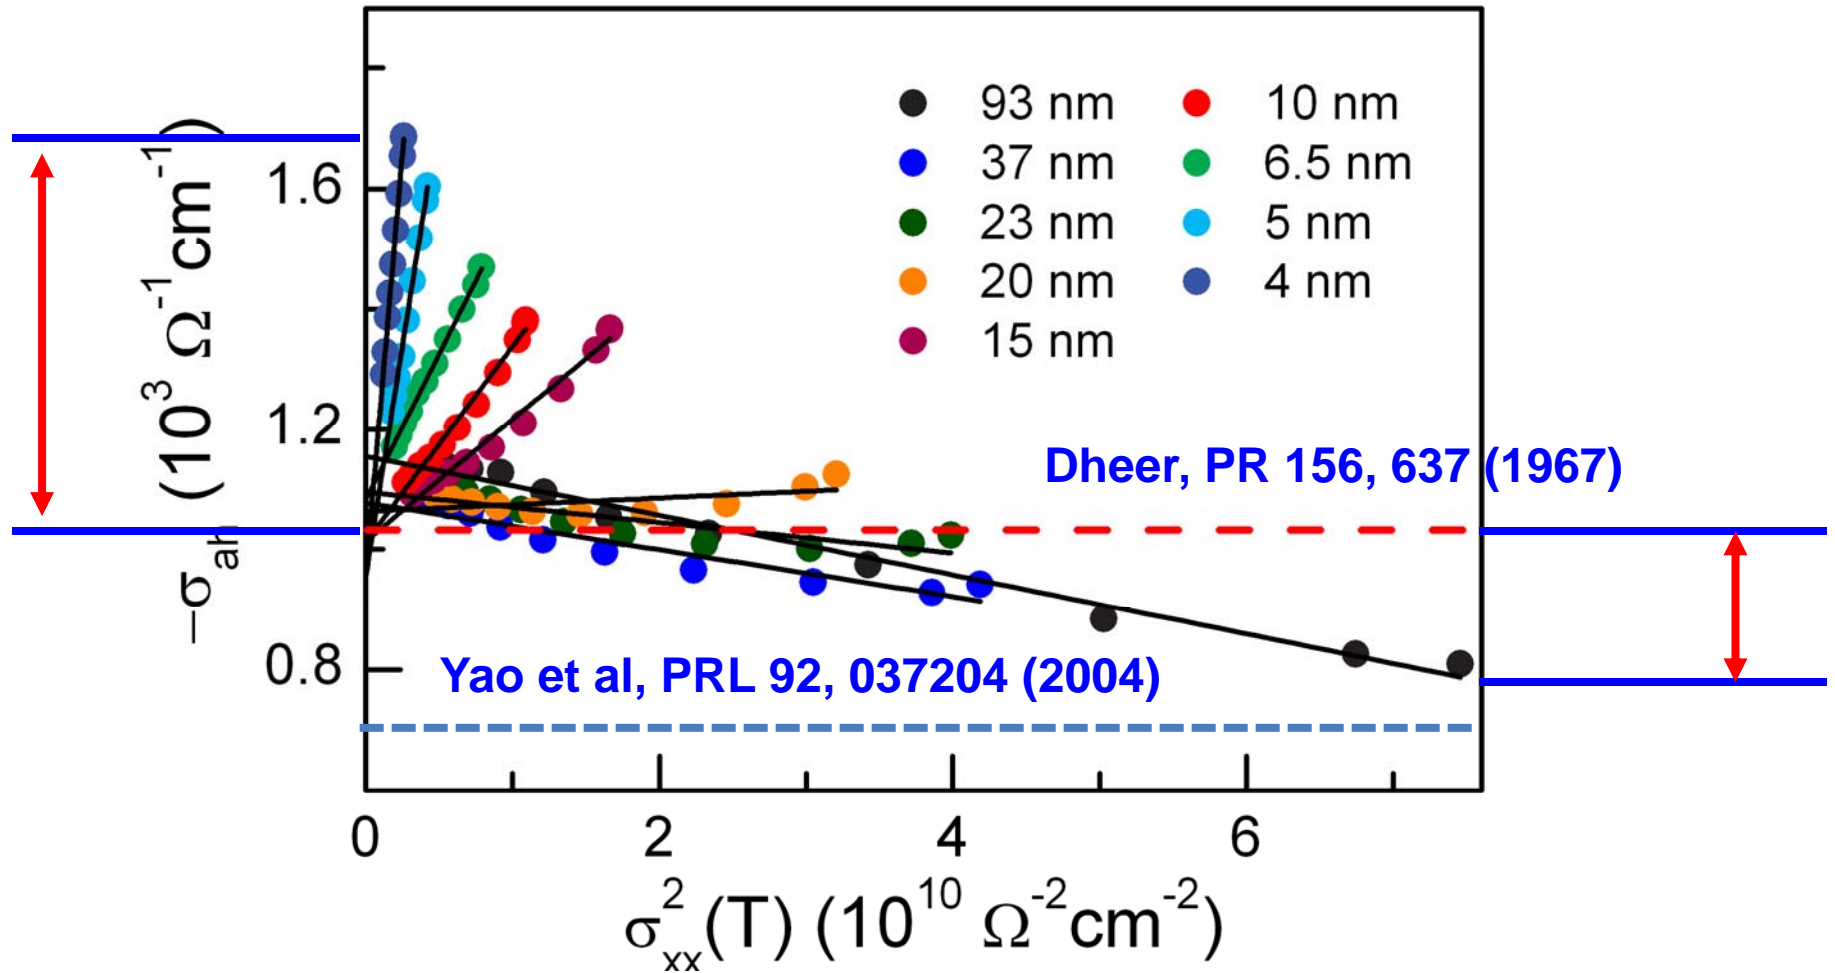 −σah (10³ Ω⁻¹cm⁻¹)
1.6
1.2
0.8
93 nm
10 nm
37 nm
6.5 nm
23 nm
5 nm
20 nm
4 nm
15 nm
Dheer, PR 156, 637 (1967)
Yao et al, PRL 92, 037204 (2004)
0
2
4
6
σ²xx(T) (10¹⁰ Ω⁻²cm⁻²)